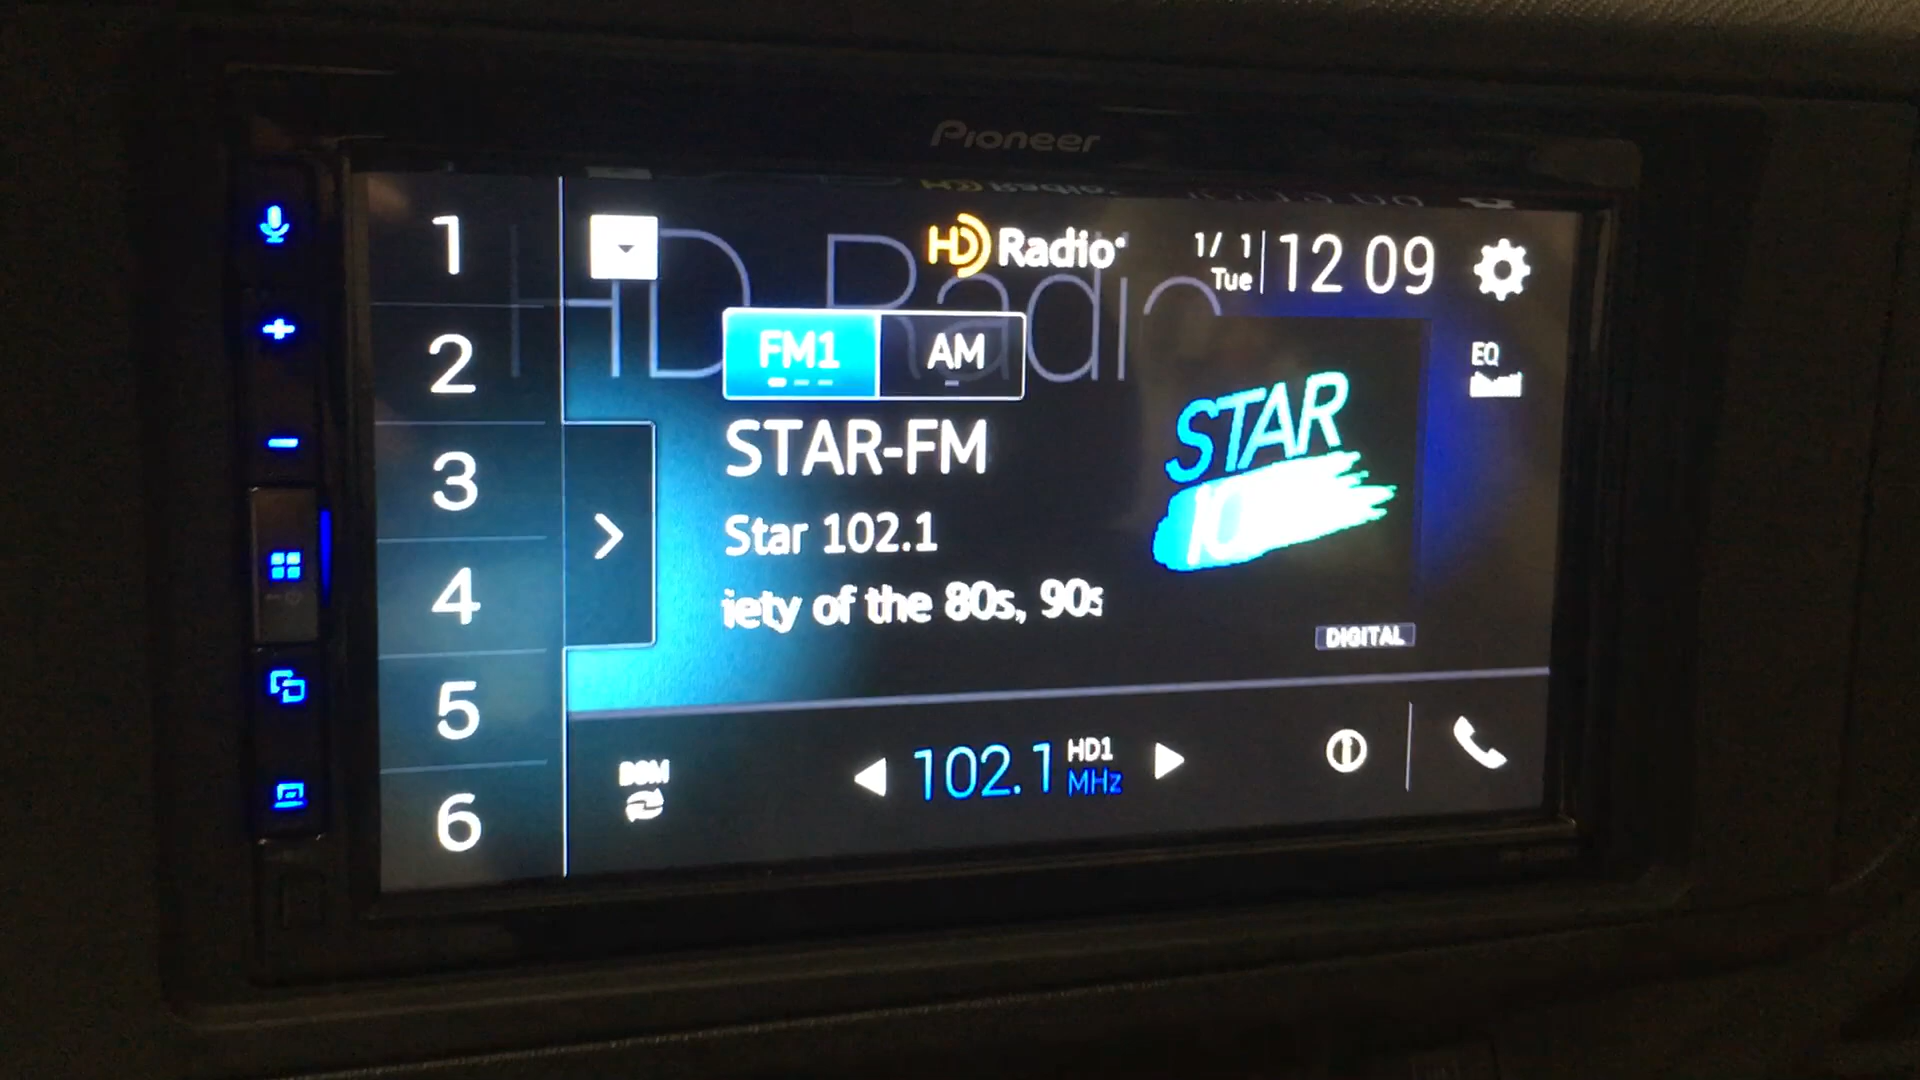 Pioneer
HD Radio
1/ 1
Tue
12 09
HD Radio
FM1
AM
EQ
STAR-FM
Star 102.1
iety of the 80s, 90s
STAR
DIGITAL
1
2
3
4
5
6
BSM
102.1
HD1
MHz